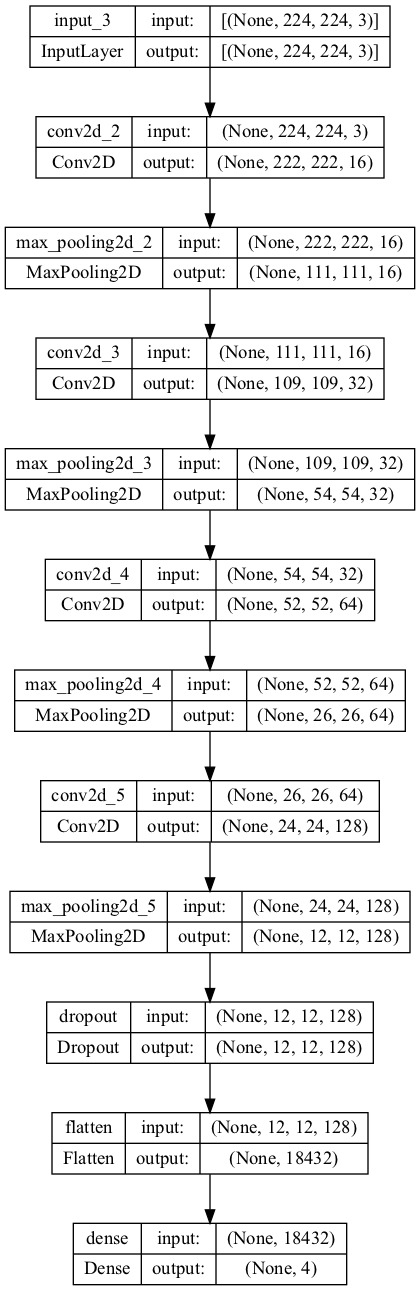 input_3 input: [(None, 224, 224, 3)]
InputLayer output: [(None, 224, 224, 3)]
conv2d_2 input: (None, 224, 224, 3)
Conv2D output: (None, 222, 222, 16)
max_pooling2d_2 input: (None, 222, 222, 16)
MaxPooling2D output: (None, 111, 111, 16)
conv2d_3 input: (None, 111, 111, 16)
Conv2D output: (None, 109, 109, 32)
max_pooling2d_3 input: (None, 109, 109, 32)
MaxPooling2D output: (None, 54, 54, 32)
conv2d_4 input: (None, 54, 54, 32)
Conv2D output: (None, 52, 52, 64)
max_pooling2d_4 input: (None, 52, 52, 64)
MaxPooling2D output: (None, 26, 26, 64)
conv2d_5 input: (None, 26, 26, 64)
Conv2D output: (None, 24, 24, 128)
max_pooling2d_5 input: (None, 24, 24, 128)
MaxPooling2D output: (None, 12, 12, 128)
dropout input: (None, 12, 12, 128)
Dropout output: (None, 12, 12, 128)
flatten input: (None, 12, 12, 128)
Flatten output: (None, 18432)
dense input: (None, 18432)
Dense output: (None, 4)